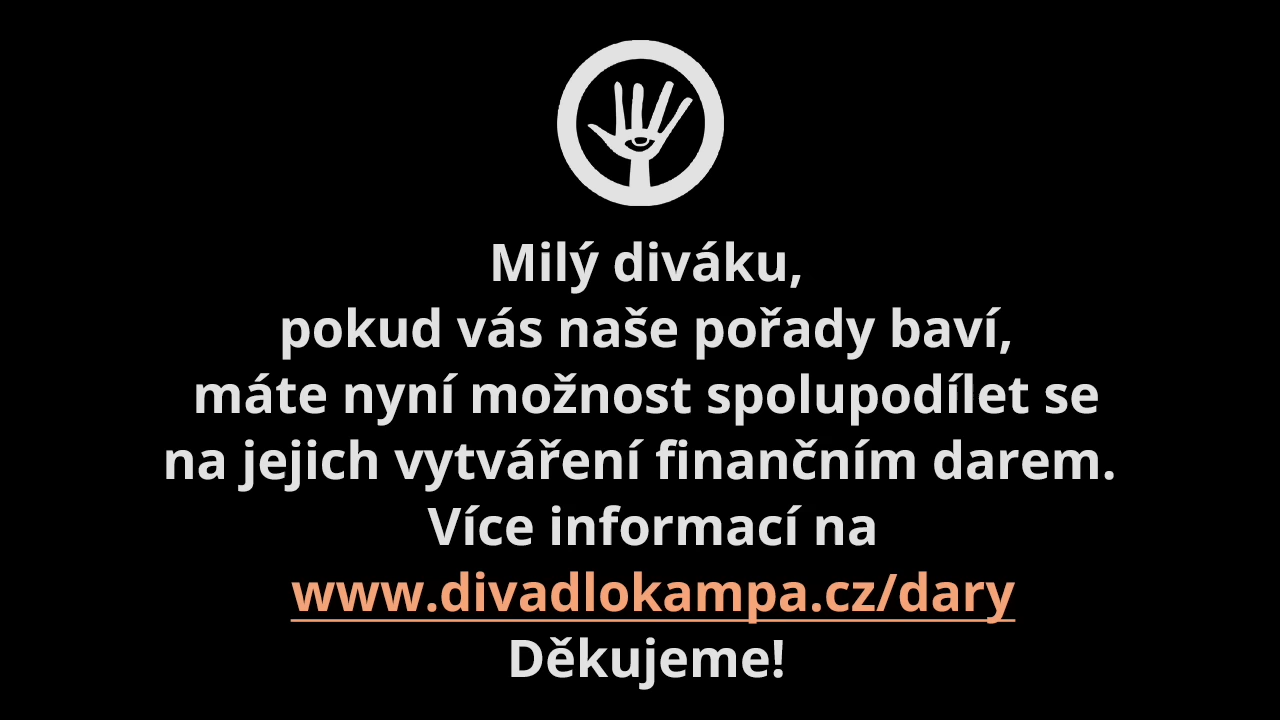 Milý diváku,
pokud vás naše pořady baví,
máte nyní možnost spolupodílet se
na jejich vytváření finančním darem.
Více informací na
www.divadlokampa.cz/dary
Děkujeme!